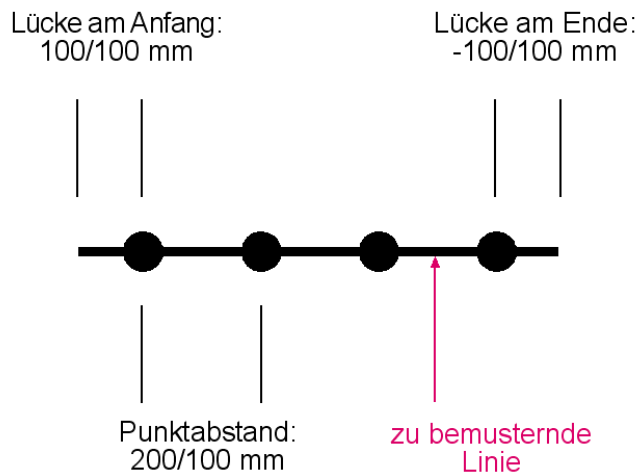 Lücke am Anfang:
100/100 mm
Lücke am Ende:
-100/100 mm
Punktabstand:
200/100 mm
zu bemusternde
Linie